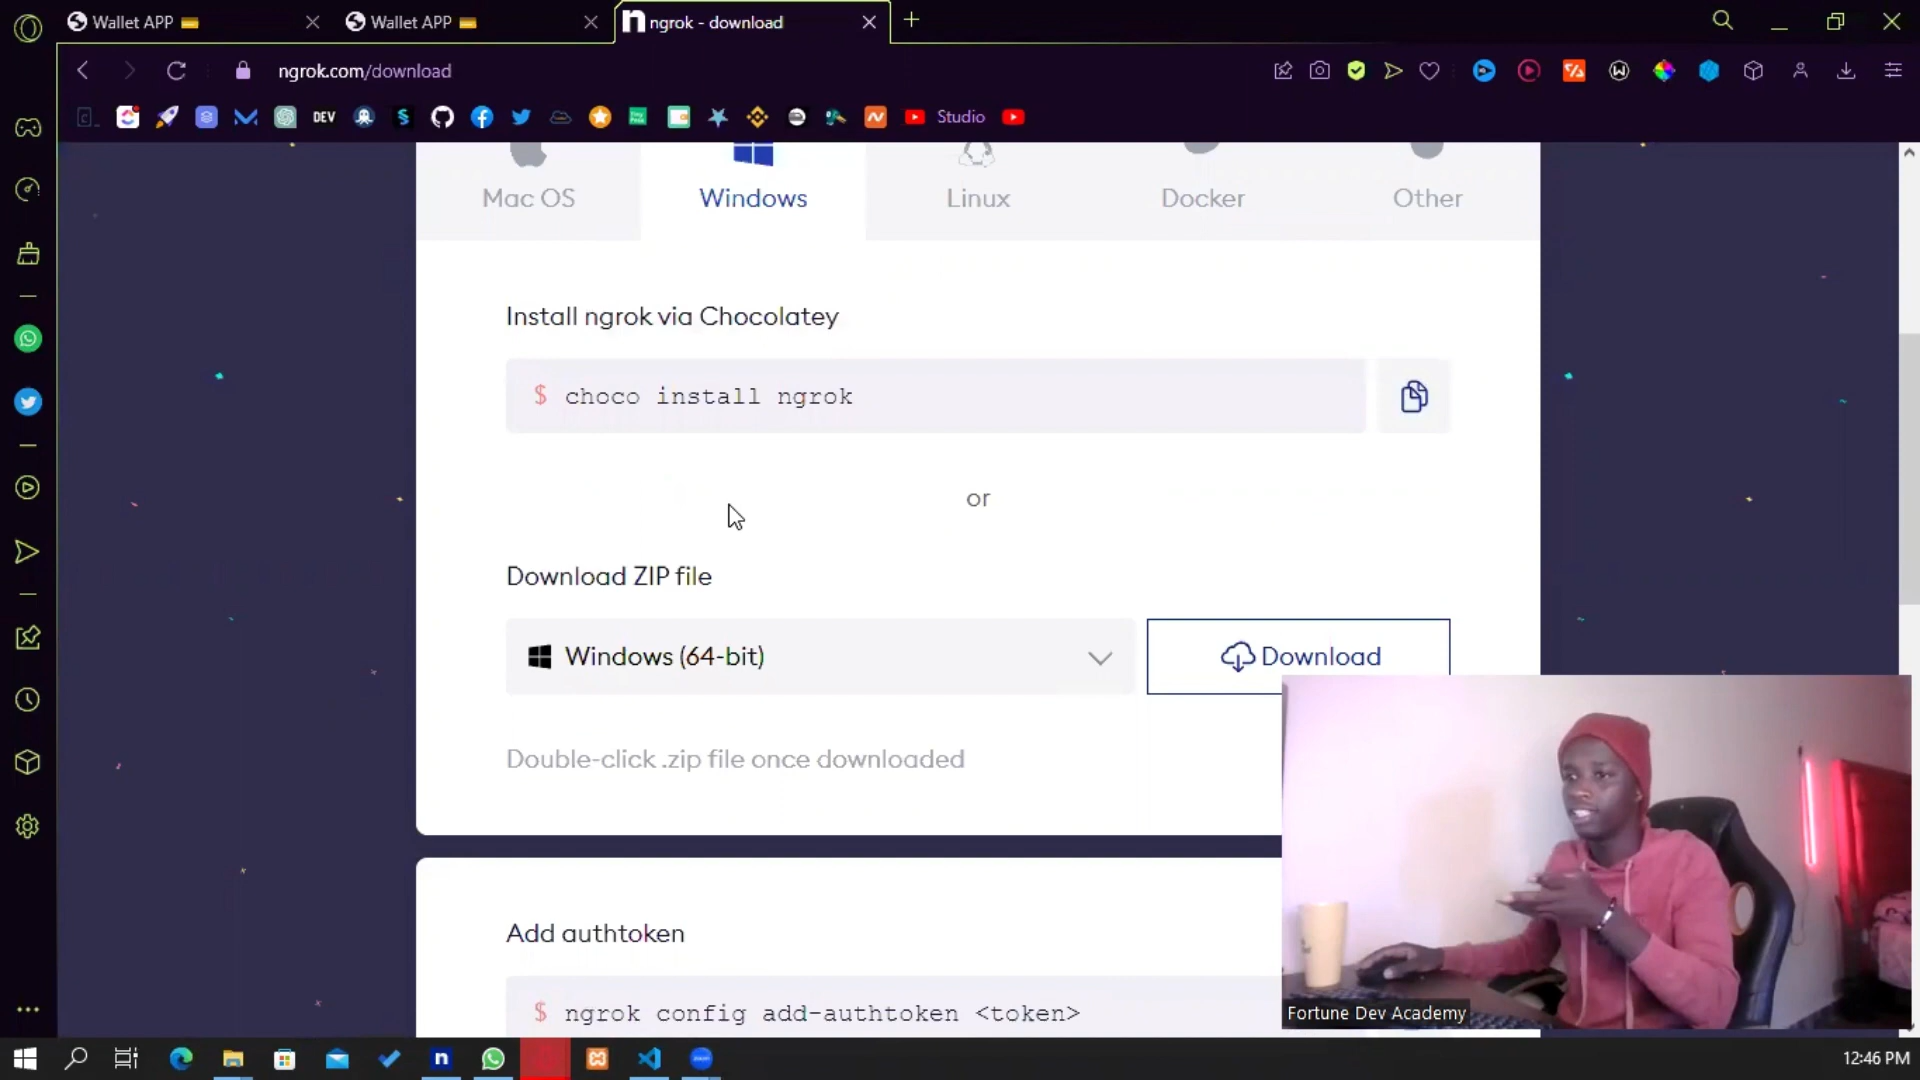 Wallet APP
Wallet APP
ngrok - download
ngrok.com/download
DEV
Studio
Mac OS
Windows
Linux
Docker
Other
Install ngrok via Chocolatey
$ choco install ngrok
or
Download ZIP file
Windows (64-bit)
Download
Double-click .zip file once downloaded
Add authtoken
$ ngrok config add-authtoken <token>
Fortune Dev Academy
12:46 PM